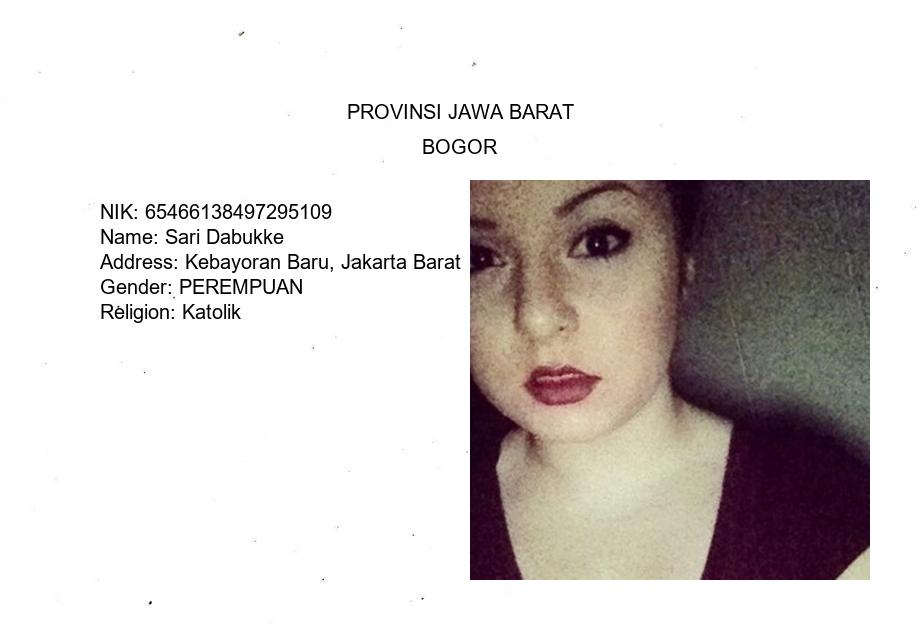 PROVINSI JAWA BARAT
BOGOR
NIK: 65466138497295109
Name: Sari Dabukke
Address: Kebayoran Baru, Jakarta Barat
Gender: PEREMPUAN
Religion: Katolik